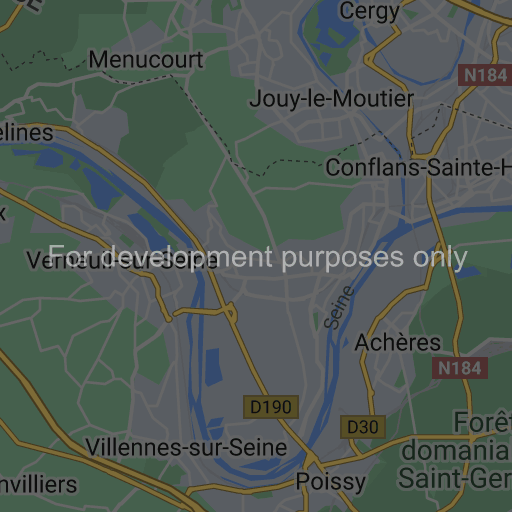 Cergy
Menucourt
N184
Jouy-le-Moutier
elines
Conflans-Sainte-H
x
Verneuil-sur-Seine
For development purposes only
Seine
Achères
N184
D190
D30
Forêt
domania
Saint-Ger
Villennes-sur-Seine
Poissy
nvilliers